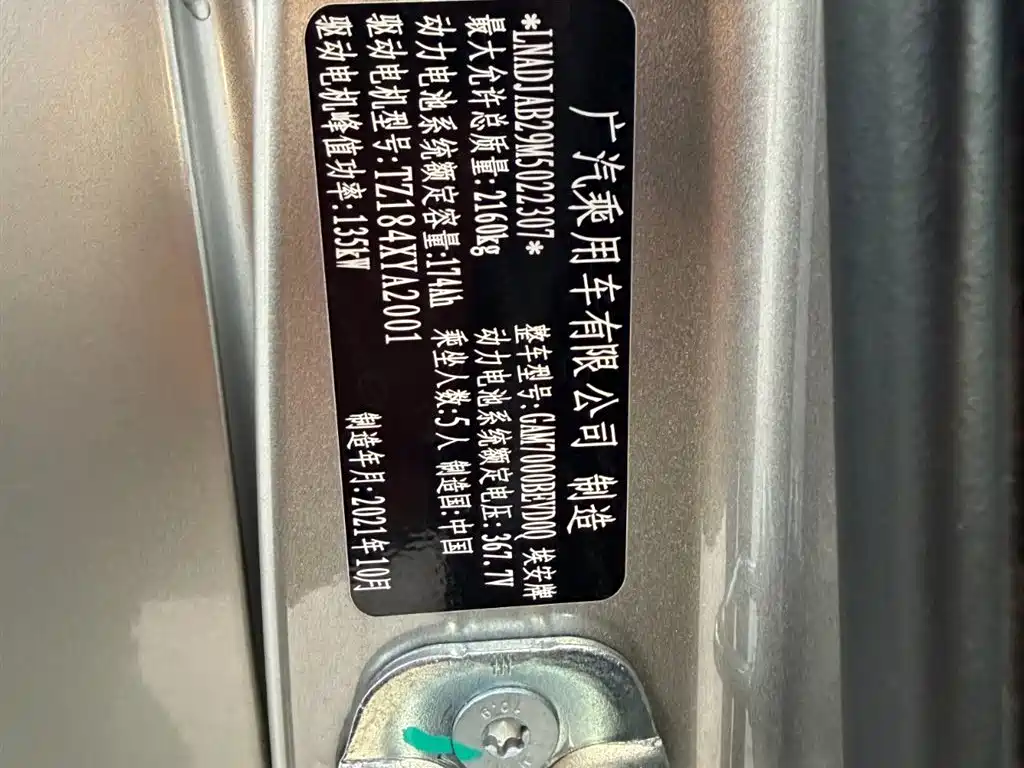 广汽乘用车有限公司 制造
*LNADJAB29M5022307* 整车型号:GAM7000BEVD0Q 埃安牌
最大允许总质量:2160kg 动力电池系统额定电压:367.7V
动力电池系统额定容量:174Ah 乘坐人数:5人 制造国:中国
驱动电机型号:TZ184XYA2001
驱动电机峰值功率:135kW 制造年月:2021年10月
10.9